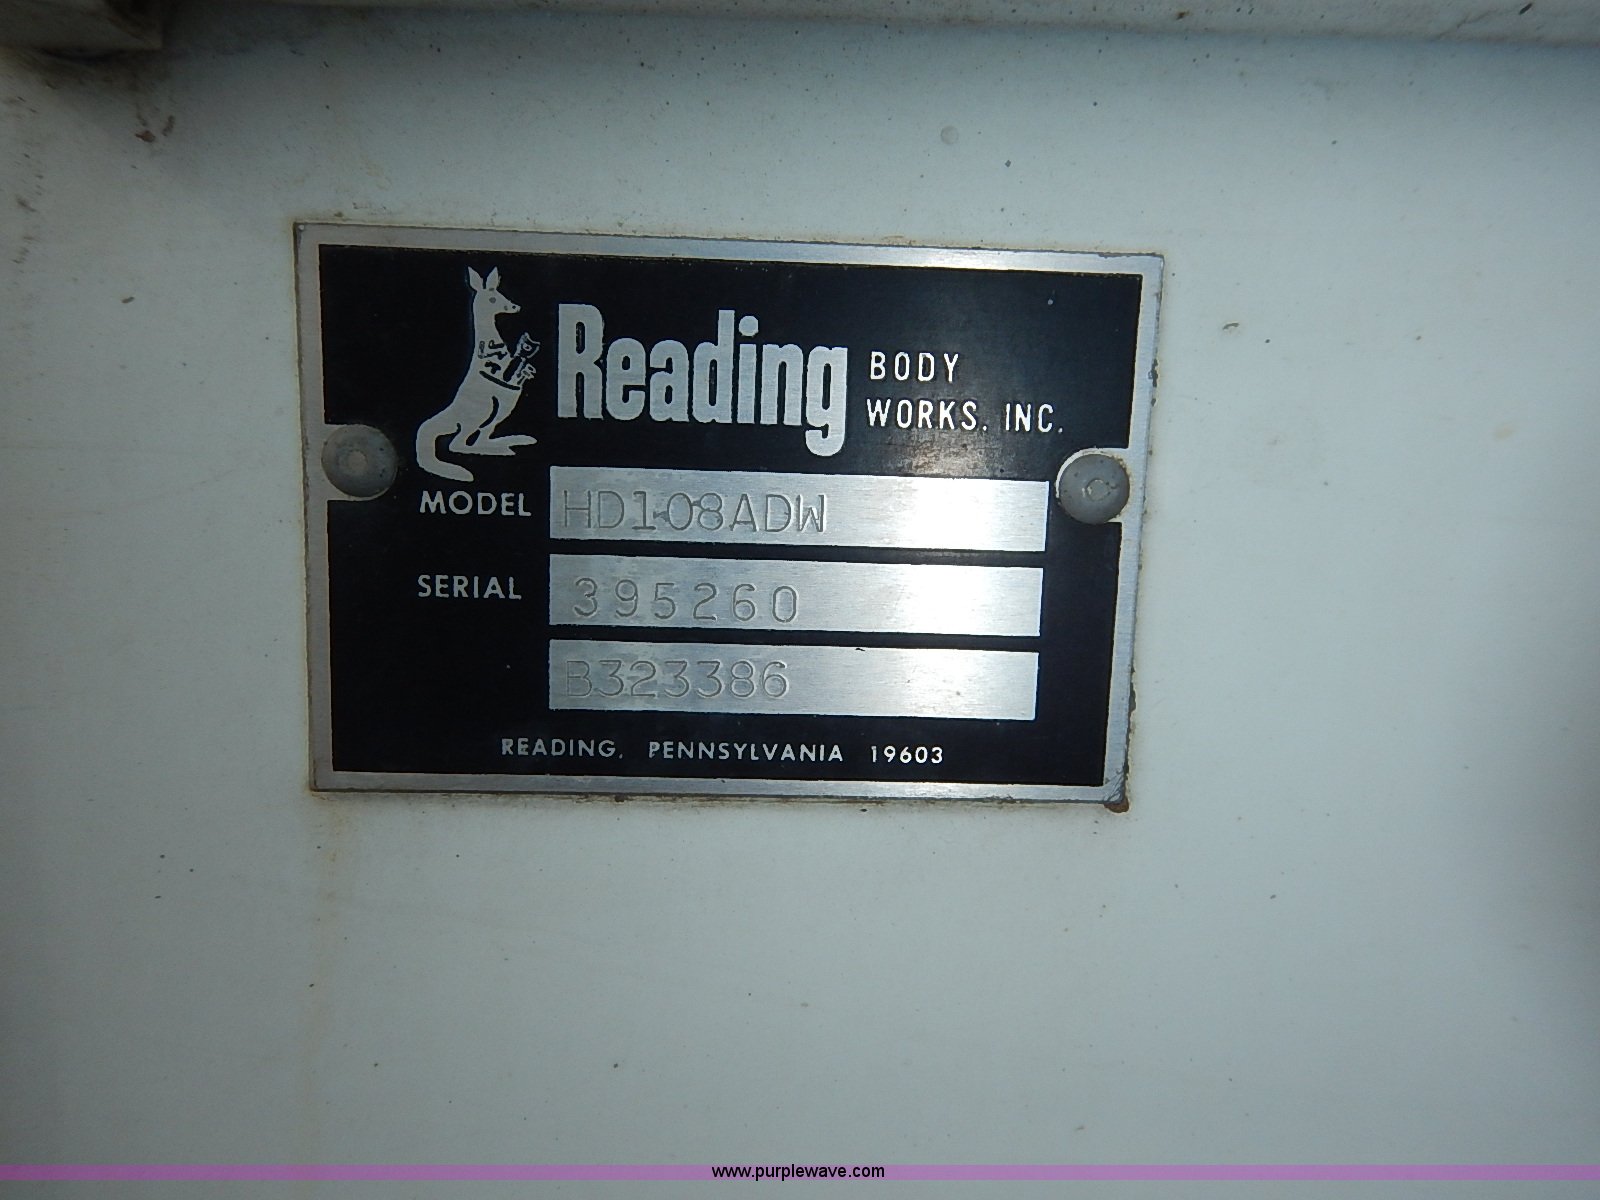 Reading BODY
WORKS, INC.
MODEL HD108ADW
SERIAL 395260
B323386
READING, PENNSYLVANIA 19603
www.purplewave.com